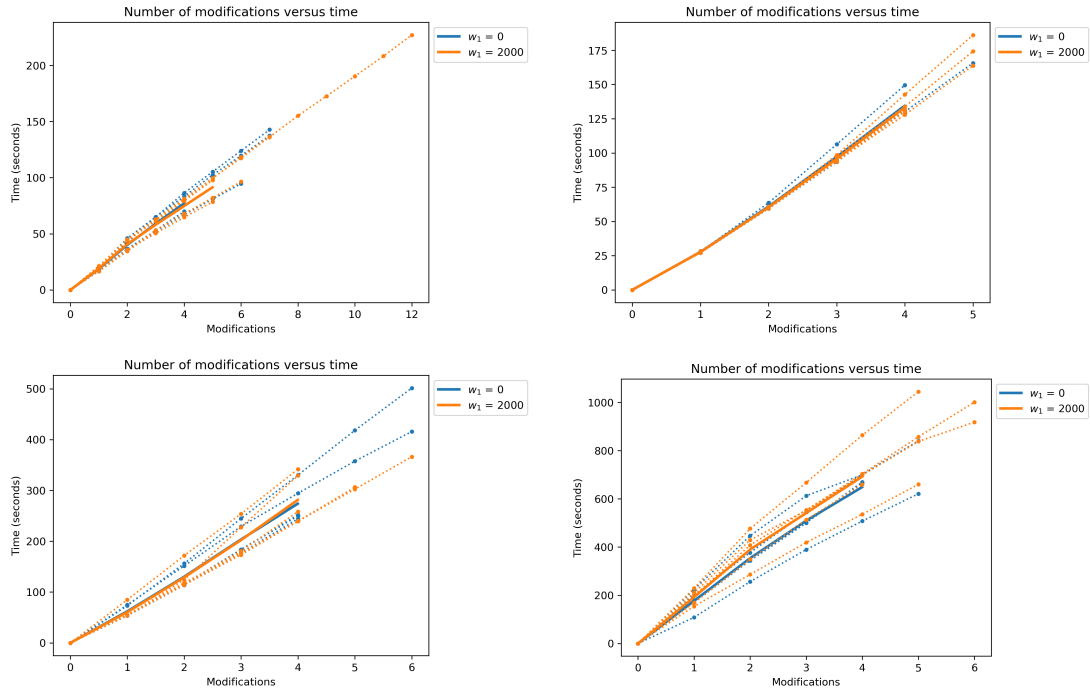 Number of modifications versus time
w₁ = 0
w₁ = 2000
Time (seconds)
200
150
100
50
0
0 2 4 6 8 10 12
Modifications
Number of modifications versus time
w₁ = 0
w₁ = 2000
Time (seconds)
175
150
125
100
75
50
25
0
0 1 2 3 4 5
Modifications
Number of modifications versus time
w₁ = 0
w₁ = 2000
Time (seconds)
500
400
300
200
100
0
0 1 2 3 4 5 6
Modifications
Number of modifications versus time
w₁ = 0
w₁ = 2000
Time (seconds)
1000
800
600
400
200
0
0 1 2 3 4 5 6
Modifications